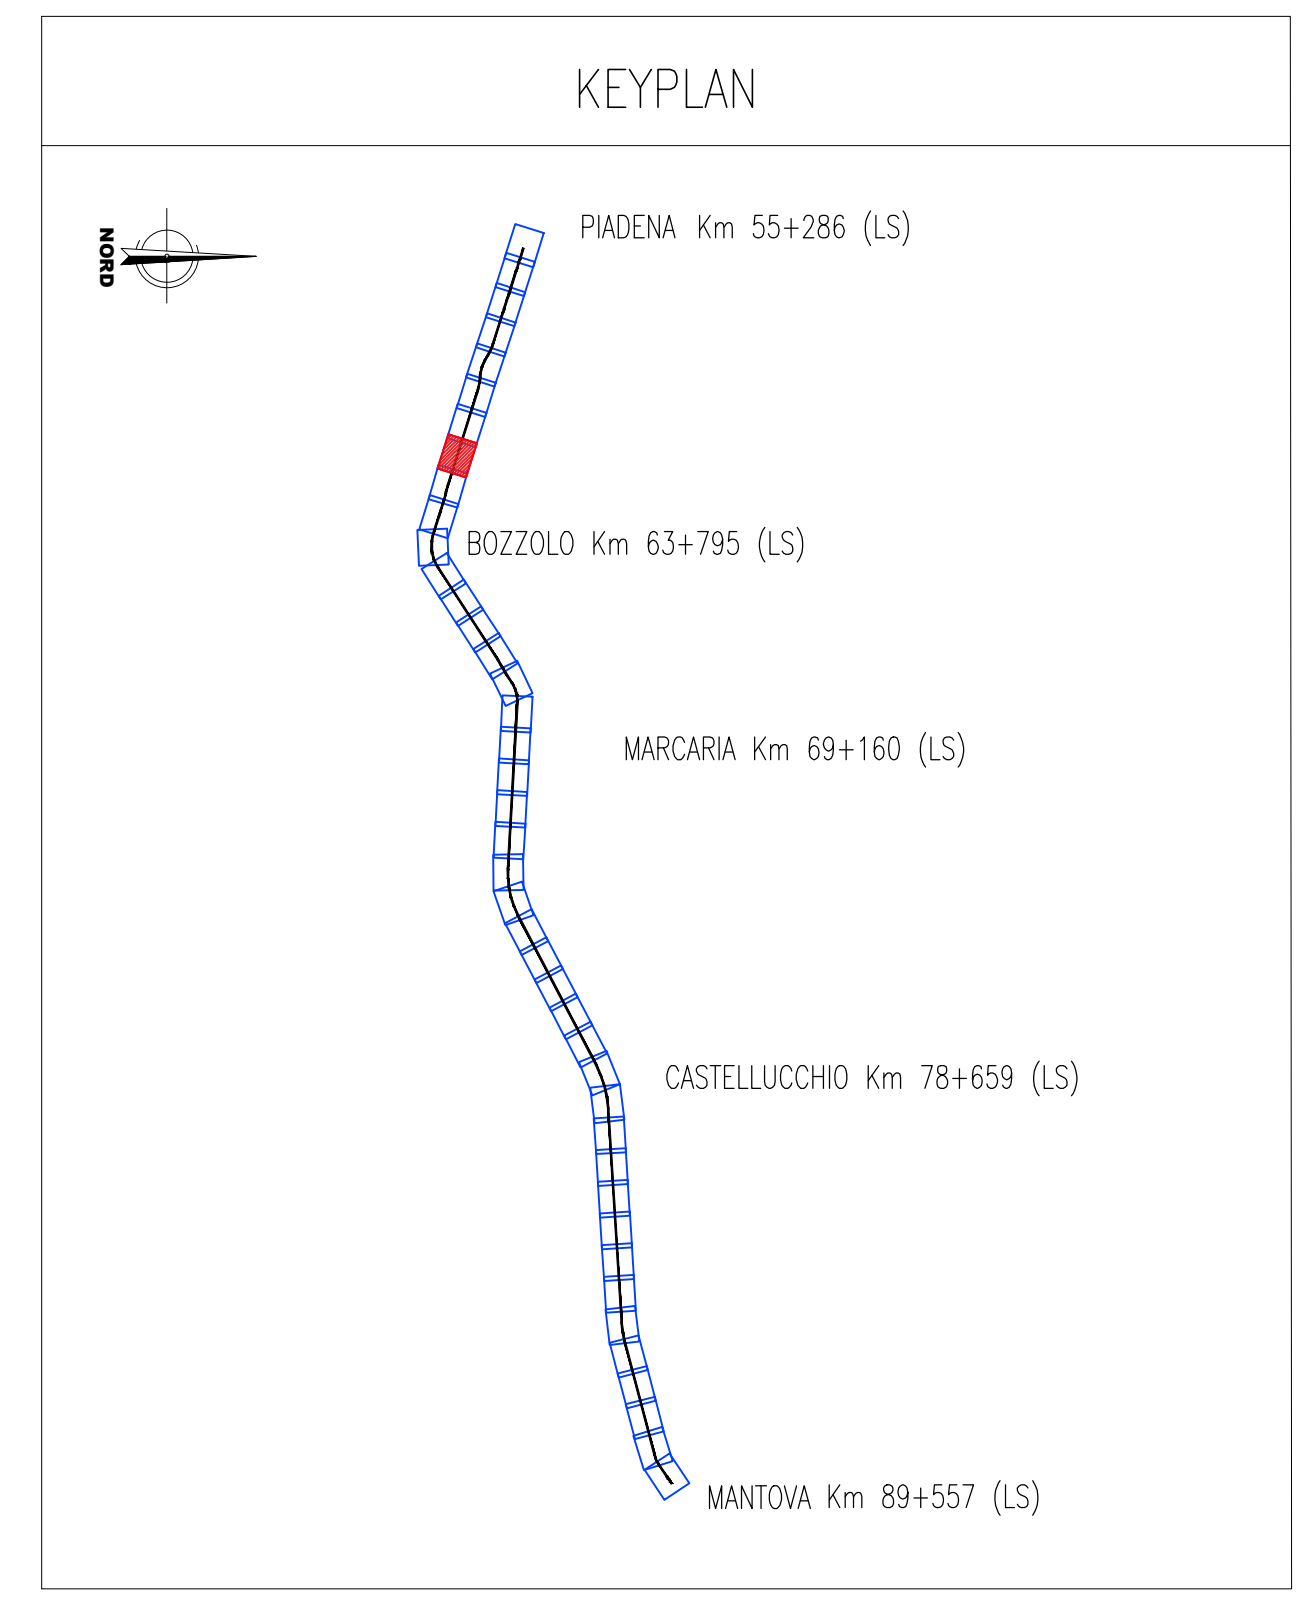 KEYPLAN
NORD
PIADENA Km 55+286 (LS)
BOZZOLO Km 63+795 (LS)
MARCARIA Km 69+160 (LS)
CASTELLUCCHIO Km 78+659 (LS)
MANTOVA Km 89+557 (LS)